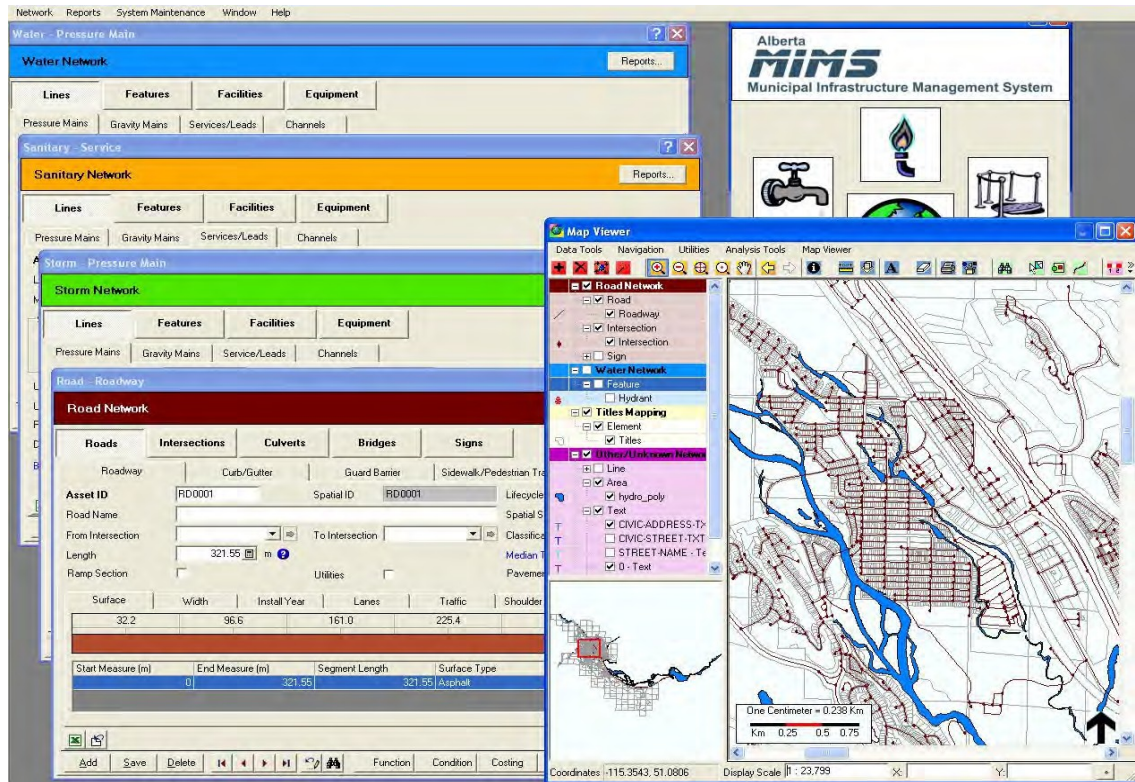 Network Reports System Maintenance Window Help
Water - Pressure Main
Water Network Reports...
Lines Features Facilities Equipment
Pressure Mains Gravity Mains Services/Leads Channels
Sanitary - Service
Sanitary Network Reports...
Lines Features Facilities Equipment
Pressure Mains Gravity Mains Services/Leads Channels
Storm - Pressure Main
Storm Network
Lines Features Facilities Equipment
Pressure Mains Gravity Mains Service/Leads Channels
Road - Roadway
Road Network
Roads Intersections Culverts Bridges Signs
Roadway Curb/Gutter Guard Barrier Sidewalk/Pedestrian Tra
Asset ID RD0001 Spatial ID RD0001 Lifecycle
Road Name Spatial S
From Intersection To Intersection Classifica
Length 321.55 m Median T
Ramp Section Utilities Pavemen
Surface Width Install Year Lanes Traffic Shoulder
32.2 96.6 161.0 225.4
Start Measure (m) End Measure (m) Segment Length Surface Type
0 321.55 321.55 Asphalt
Add Save Delete Function Condition Costing
Alberta
MIMS
Municipal Infrastructure Management System
Map Viewer
Data Tools Navigation Utilities Analysis Tools Map Viewer
Road Network
Road
Roadway
Intersection
Intersection
Sign
Water Network
Feature
Hydrant
Titles Mapping
Element
Titles
Other/Unknown Networ
Line
Area
hydro_poly
Text
CIVIC-ADDRESS-TX
CIVIC-STREET-TXT
STREET-NAME - Te
0 - Text
One Centimeter = 0.238 Km
Km 0.25 0.5 0.75
Coordinates -115.3543, 51.0806 Display Scale 1 : 23,799 X: Y: